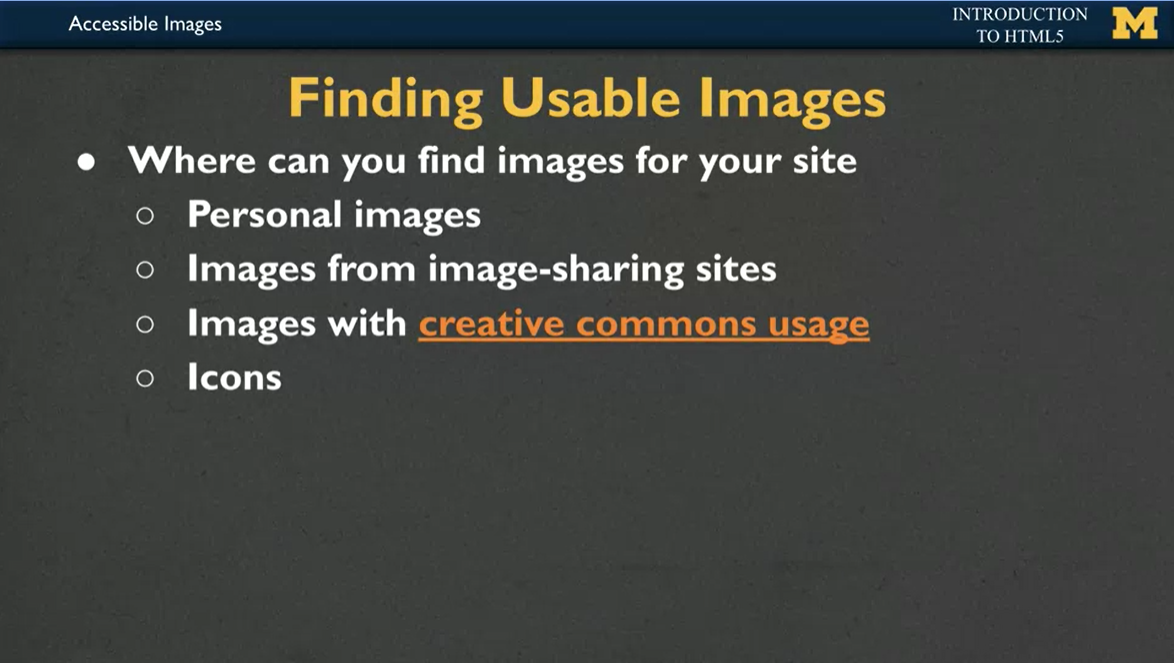 Accessible Images
INTRODUCTION
TO HTML5
M
Finding Usable Images
● Where can you find images for your site
○ Personal images
○ Images from image-sharing sites
○ Images with creative commons usage
○ Icons